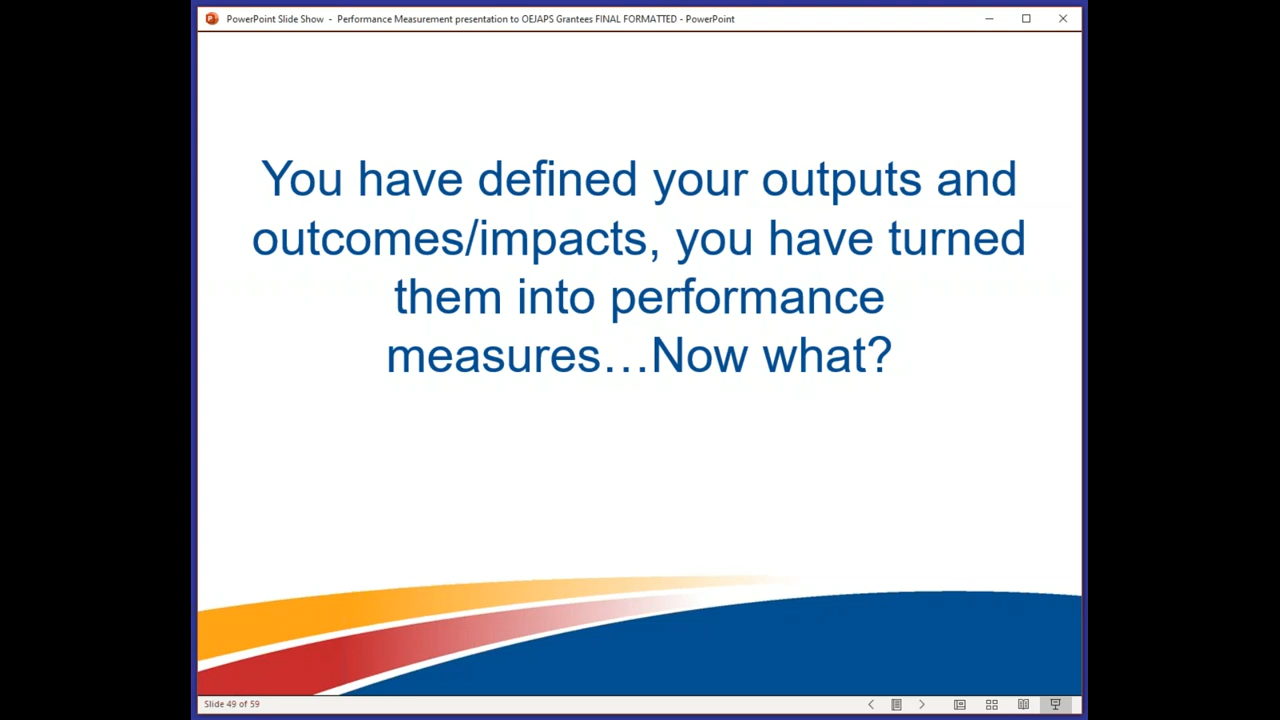 PowerPoint Slide Show - Performance Measurement presentation to OEJAPS Grantees FINAL FORMATTED - PowerPoint
You have defined your outputs and
outcomes/impacts, you have turned
them into performance
measures…Now what?
Slide 49 of 59